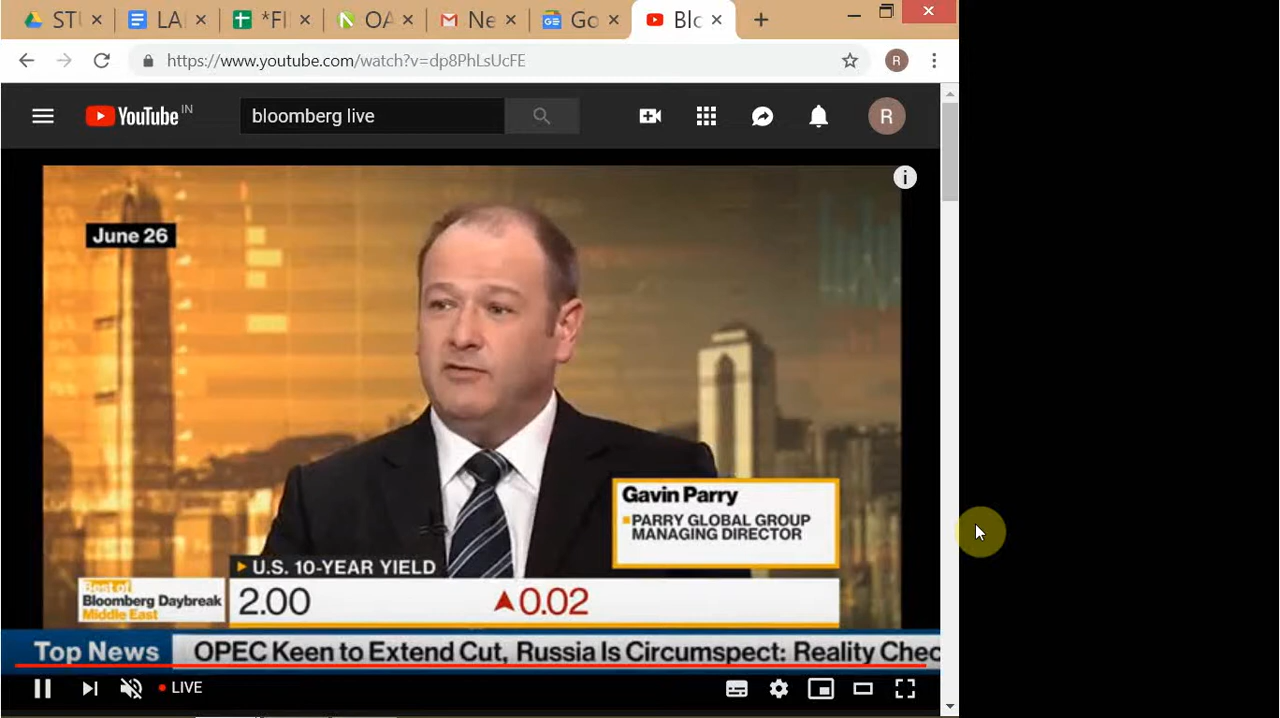 ST LA *FI OA Ne Go Blc
https://www.youtube.com/watch?v=dp8PhLsUcFE R
YouTube IN bloomberg live R
i
June 26
Gavin Parry
PARRY GLOBAL GROUP
MANAGING DIRECTOR
U.S. 10-YEAR YIELD
Best of
Bloomberg Daybreak
Middle East
2.00 0.02
Top News OPEC Keen to Extend Cut, Russia Is Circumspect: Reality Chec
LIVE